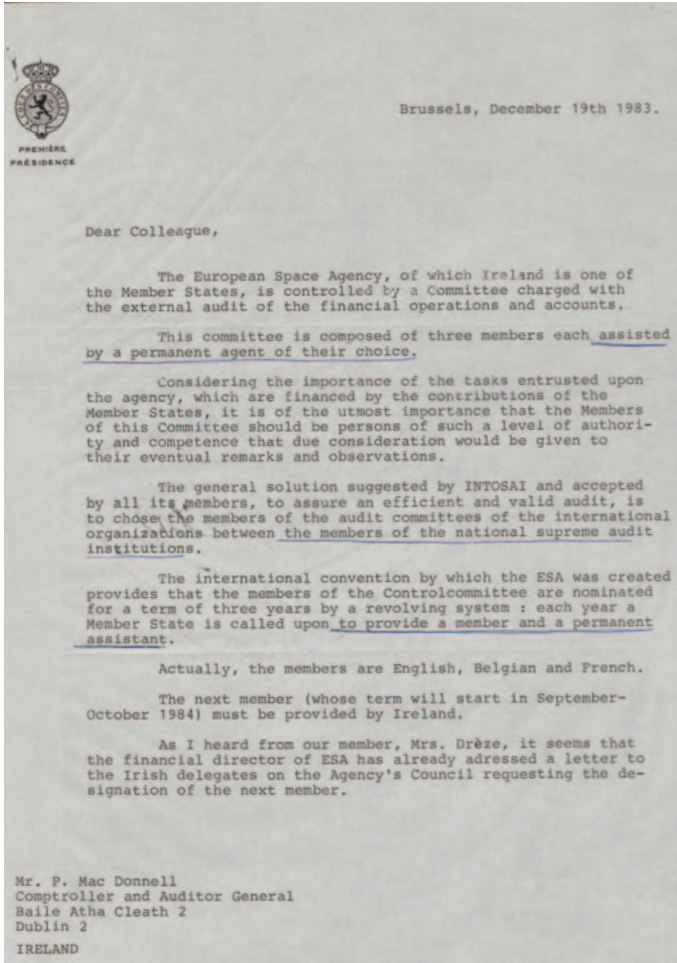 COUR DES COMPTES
PREMIÈRE
PRÉSIDENCE
Brussels, December 19th 1983.
Dear Colleague,
The European Space Agency, of which Ireland is one of
the Member States, is controlled by a Committee charged with
the external audit of the financial operations and accounts.
This committee is composed of three members each assisted
by a permanent agent of their choice.
Considering the importance of the tasks entrusted upon
the agency, which are financed by the contributions of the
Member States, it is of the utmost importance that the Members
of this Committee should be persons of such a level of authori-
ty and competence that due consideration would be given to
their eventual remarks and observations.
The general solution suggested by INTOSAI and accepted
by all its members, to assure an efficient and valid audit, is
to chose the members of the audit committees of the international
organizations between the members of the national supreme audit
institutions.
The international convention by which the ESA was created
provides that the members of the Controlcommittee are nominated
for a term of three years by a revolving system : each year a
Member State is called upon to provide a member and a permanent
assistant.
Actually, the members are English, Belgian and French.
The next member (whose term will start in September-
October 1984) must be provided by Ireland.
As I heard from our member, Mrs. Drèze, it seems that
the financial director of ESA has already adressed a letter to
the Irish delegates on the Agency's Council requesting the de-
signation of the next member.
Mr. P. Mac Donnell
Comptroller and Auditor General
Baile Atha Cleath 2
Dublin 2
IRELAND